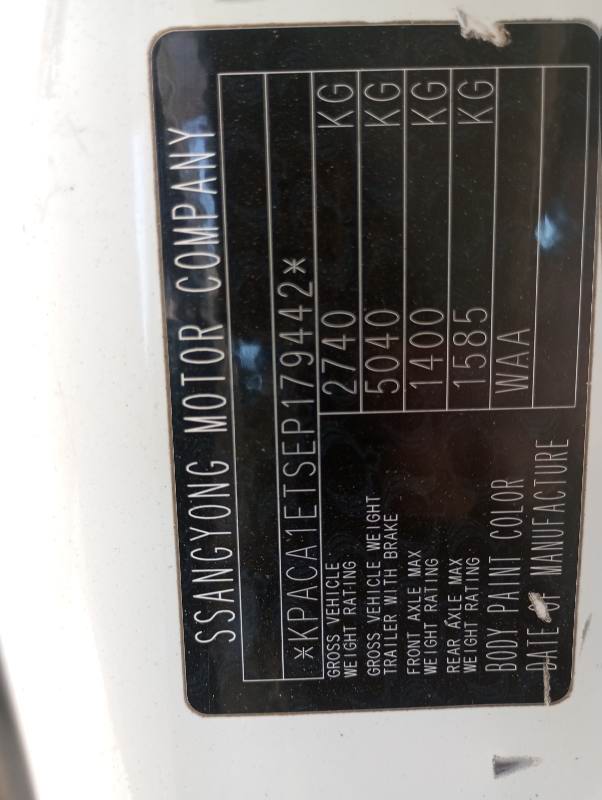 SSANGYONG MOTOR COMPANY
*KPACA1ETSEP179442*
GROSS VEHICLE
WEIGHT RATING 2740 KG
GROSS VEHICLE WEIGHT
TRAILER WITH BRAKE 5040 KG
FRONT AXLE MAX
WEIGHT RATING 1400 KG
REAR AXLE MAX
WEIGHT RATING 1585 KG
BODY PAINT COLOR WAA
DATE OF MANUFACTURE